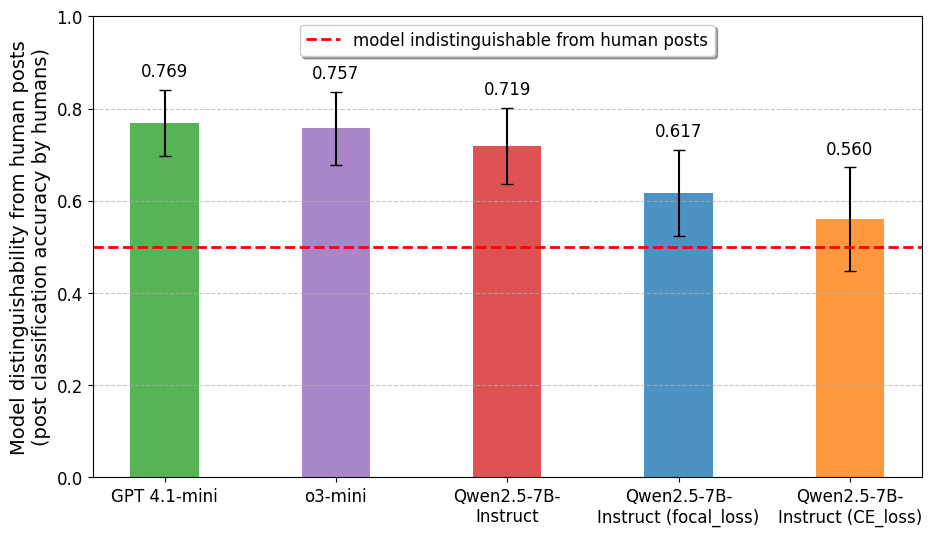 Model distinguishability from human posts
(post classification accuracy by humans)
1.0
0.8
0.6
0.4
0.2
0.0
model indistinguishable from human posts
0.769
0.757
0.719
0.617
0.560
GPT 4.1-mini
o3-mini
Qwen2.5-7B-
Instruct
Qwen2.5-7B-
Instruct (focal_loss)
Qwen2.5-7B-
Instruct (CE_loss)